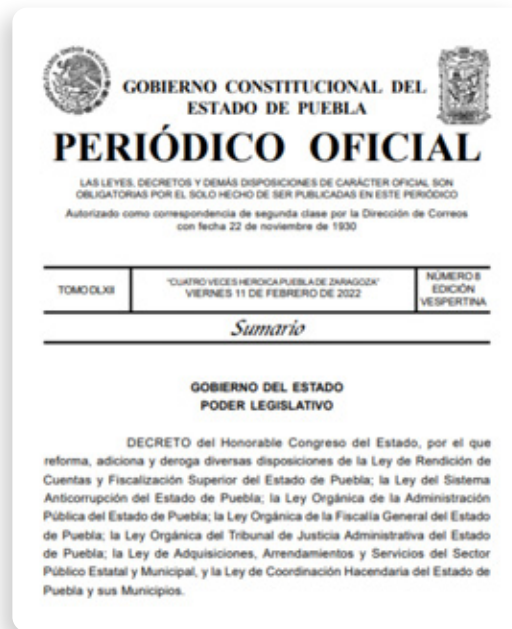 GOBIERNO CONSTITUCIONAL DEL
ESTADO DE PUEBLA
PERIÓDICO OFICIAL
LAS LEYES, DECRETOS Y DEMÁS DISPOSICIONES DE CARÁCTER OFICIAL SON
OBLIGATORIAS POR EL SOLO HECHO DE SER PUBLICADAS EN ESTE PERIÓDICO
Autorizado como correspondencia de segunda clase por la Dirección de Correos
con fecha 22 de noviembre de 1930
TOMO DLXII
"CUATRO VECES HEROICA PUEBLA DE ZARAGOZA"
VIERNES 11 DE FEBRERO DE 2022
NÚMERO 8
EDICIÓN
VESPERTINA
Sumario
GOBIERNO DEL ESTADO
PODER LEGISLATIVO
DECRETO del Honorable Congreso del Estado, por el que
reforma, adiciona y deroga diversas disposiciones de la Ley de Rendición de
Cuentas y Fiscalización Superior del Estado de Puebla; la Ley del Sistema
Anticorrupción del Estado de Puebla; la Ley Orgánica de la Administración
Pública del Estado de Puebla; la Ley Orgánica de la Fiscalía General del Estado
de Puebla; la Ley Orgánica del Tribunal de Justicia Administrativa del Estado
de Puebla; la Ley de Adquisiciones, Arrendamientos y Servicios del Sector
Público Estatal y Municipal, y la Ley de Coordinación Hacendaria del Estado de
Puebla y sus Municipios.